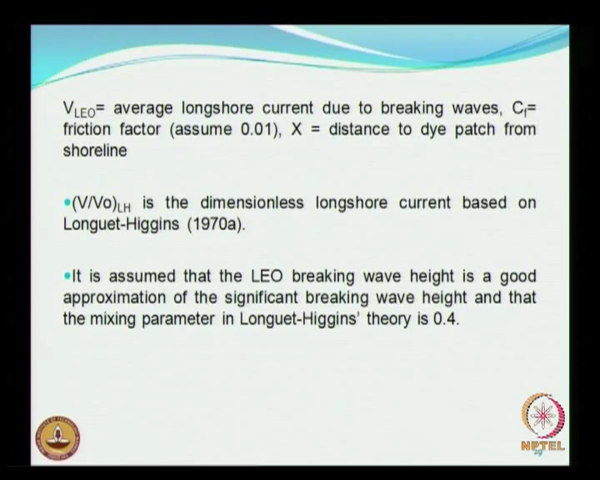 V_LEO= average longshore current due to breaking waves, C_f=
friction factor (assume 0.01), X = distance to dye patch from
shoreline
•(V/Vo)_LH is the dimensionless longshore current based on
Longuet-Higgins (1970a).
•It is assumed that the LEO breaking wave height is a good
approximation of the significant breaking wave height and that
the mixing parameter in Longuet-Higgins' theory is 0.4.
NPTEL